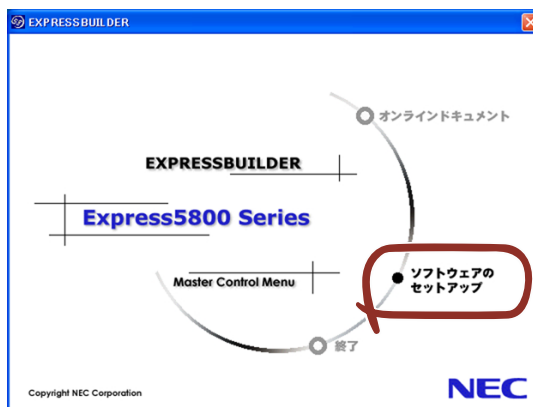 EXPRESSBUILDER
オンラインドキュメント
EXPRESSBUILDER
Express5800 Series
ソフトウェアの
セットアップ
Master Control Menu
終了
Copyright NEC Corporation
NEC